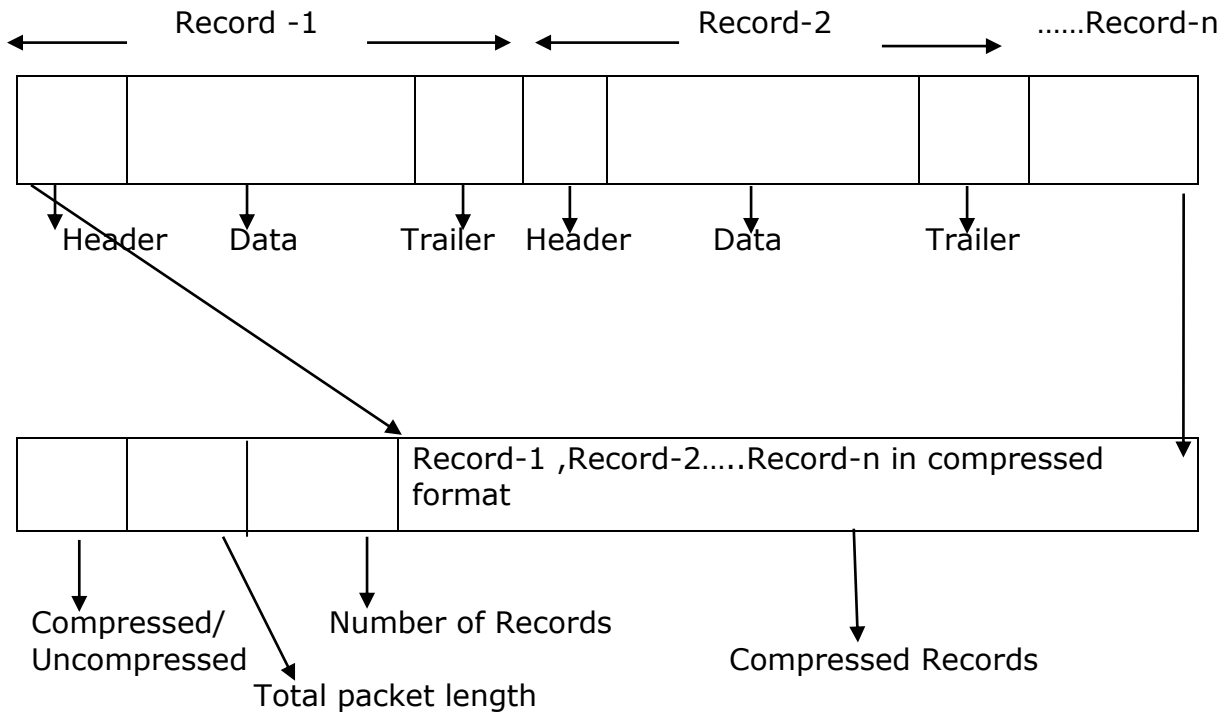 Record -1 Record-2 ......Record-n
Header Data Trailer Header Data Trailer
Record-1 ,Record-2.....Record-n in compressed
format
Compressed/
Uncompressed
Number of Records
Compressed Records
Total packet length